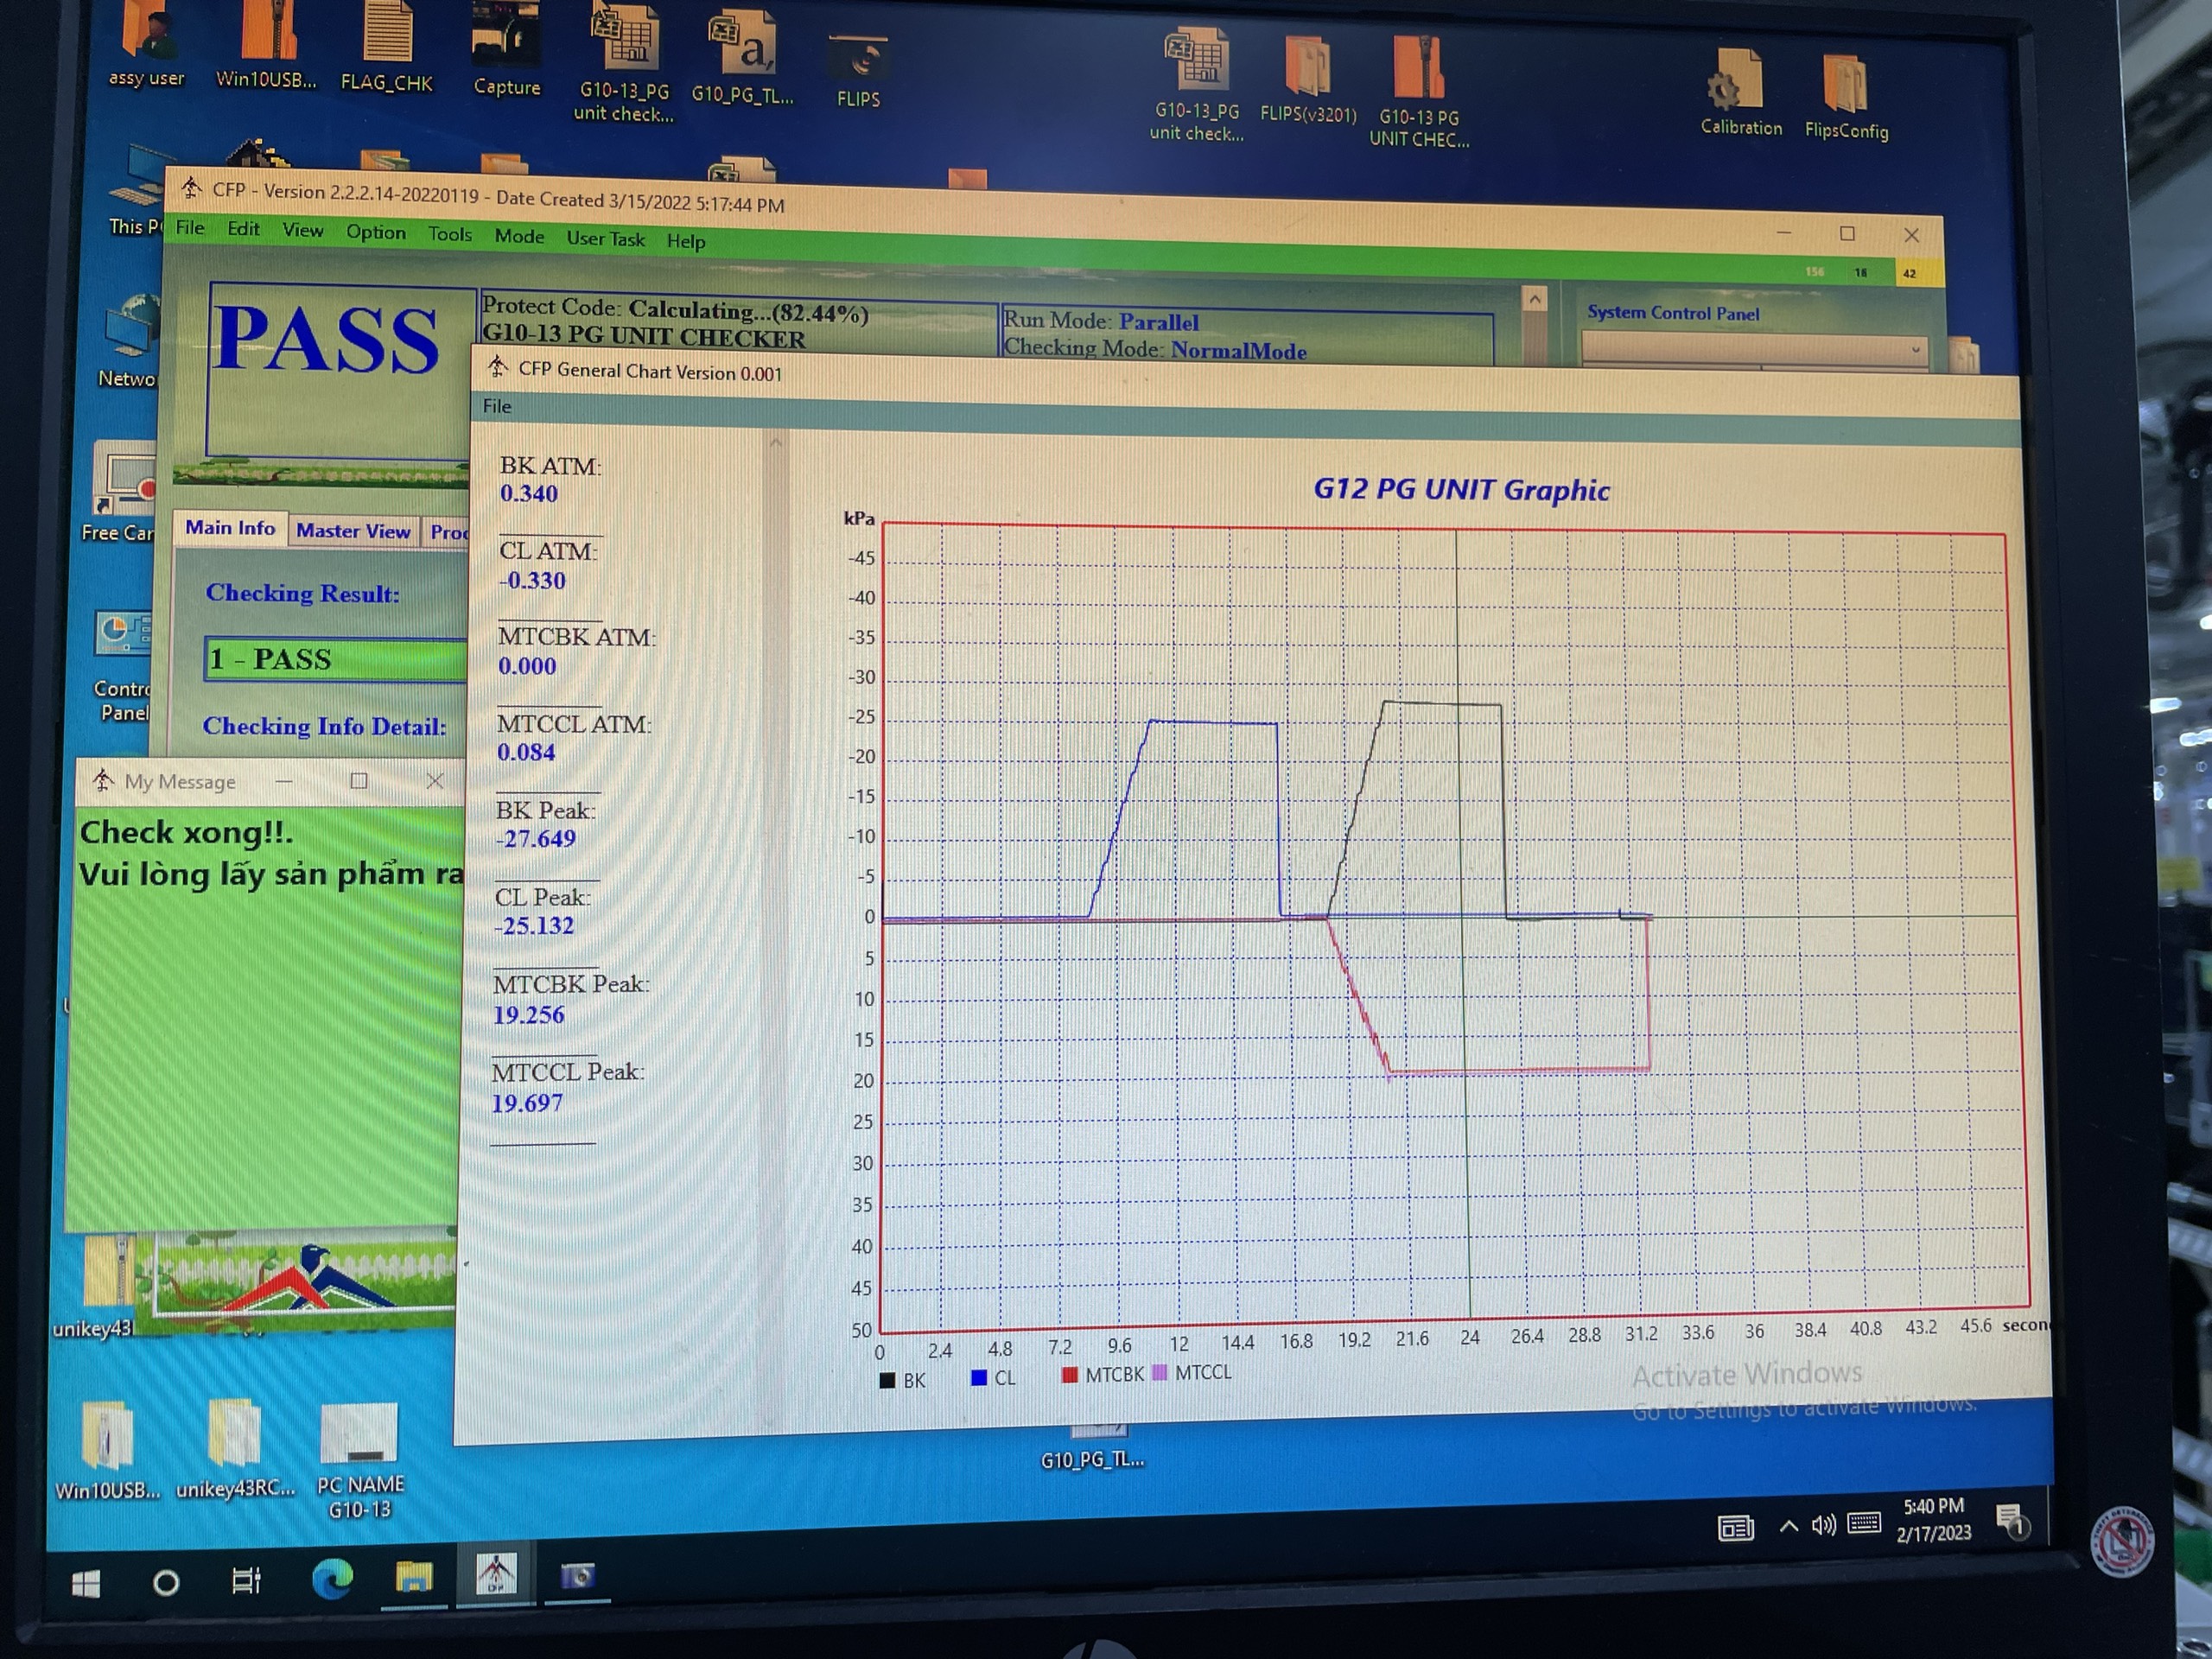 assy user
Win10USB...
FLAG_CHK
Capture
G10-13_PG
unit check...
G10_PG_TL...
FLIPS
G10-13_PG
unit check...
FLIPS(v3201)
G10-13 PG
UNIT CHEC...
Calibration
FlipsConfig
This P
CFP - Version 2.2.2.14-20220119 - Date Created 3/15/2022 5:17:44 PM
File Edit View Option Tools Mode User Task Help
156 18 42
PASS
Protect Code: Calculating...(82.44%)
G10-13 PG UNIT CHECKER
Run Mode: Parallel
Checking Mode: NormalMode
System Control Panel
Netwo
Free Car
Contro
Panel
Main Info Master View Pro
Checking Result:
1 - PASS
Checking Info Detail:
My Message
Check xong!!.
Vui lòng lấy sản phẩm ra
CFP General Chart Version 0.001
File
BK ATM:
0.340
CL ATM:
-0.330
MTCBK ATM:
0.000
MTCCL ATM:
0.084
BK Peak:
-27.649
CL Peak:
-25.132
MTCBK Peak:
19.256
MTCCL Peak:
19.697
G12 PG UNIT Graphic
kPa
-45
-40
-35
-30
-25
-20
-15
-10
-5
0
5
10
15
20
25
30
35
40
45
50
0 2.4 4.8 7.2 9.6 12 14.4 16.8 19.2 21.6 24 26.4 28.8 31.2 33.6 36 38.4 40.8 43.2 45.6 secon
BK CL MTCBK MTCCL
Activate Windows
Go to Settings to activate Windows.
unikey43
Win10USB...
unikey43RC...
PC NAME
G10-13
G10_PG_TL...
5:40 PM
2/17/2023
1